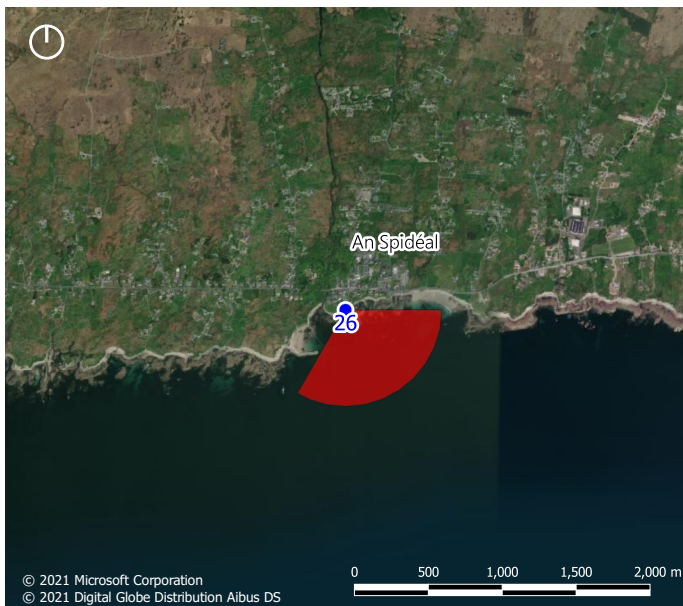 An Spidéal
26
0 500 1,000 1,500 2,000 m
© 2021 Microsoft Corporation
© 2021 Digital Globe Distribution Aibus DS